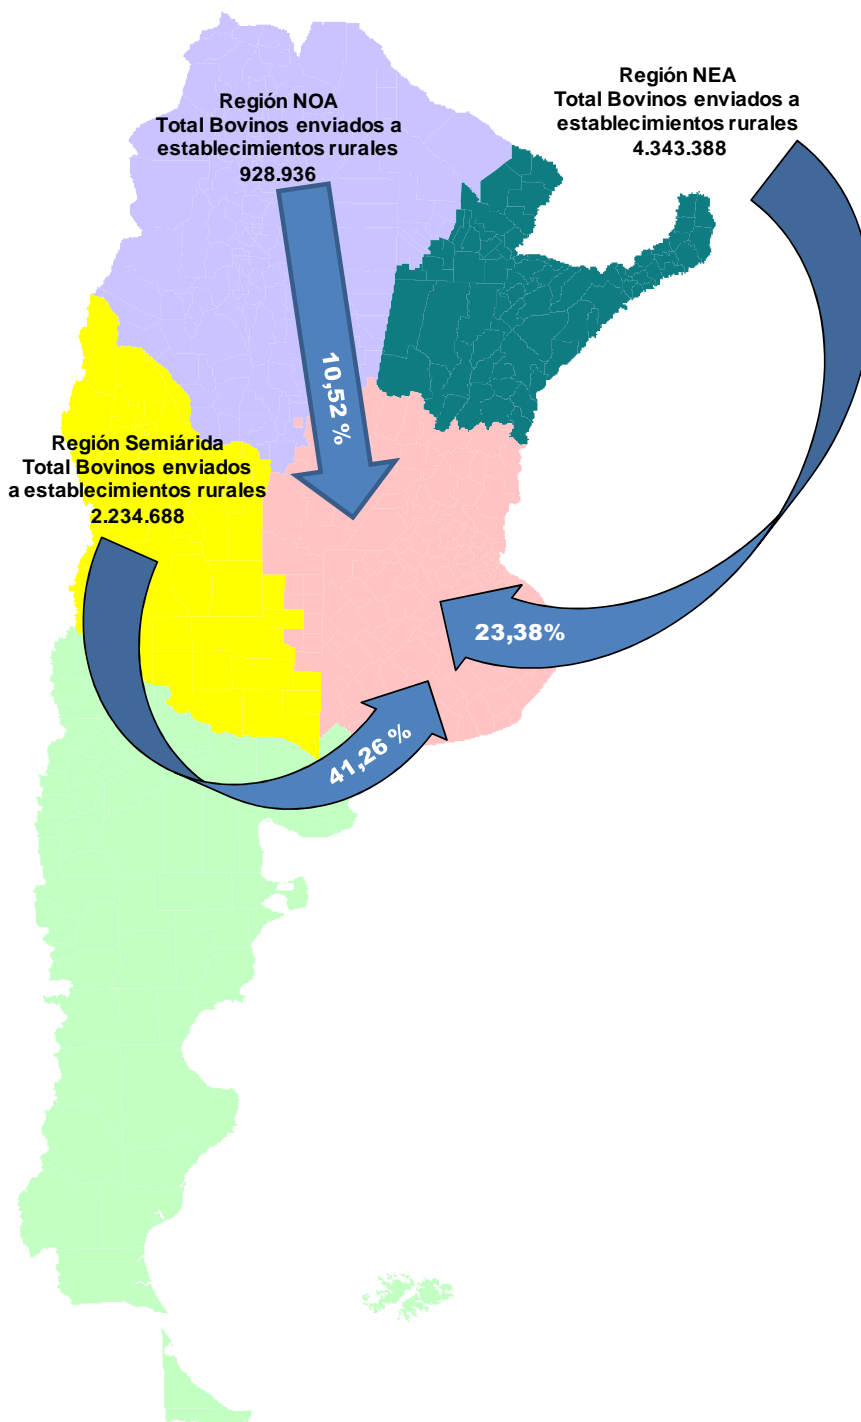 Región NOA
Total Bovinos enviados a
establecimientos rurales
928.936
Región NEA
Total Bovinos enviados a
establecimientos rurales
4.343.388
10,52 %
Región Semiárida
Total Bovinos enviados
a establecimientos rurales
2.234.688
23,38%
41,26 %